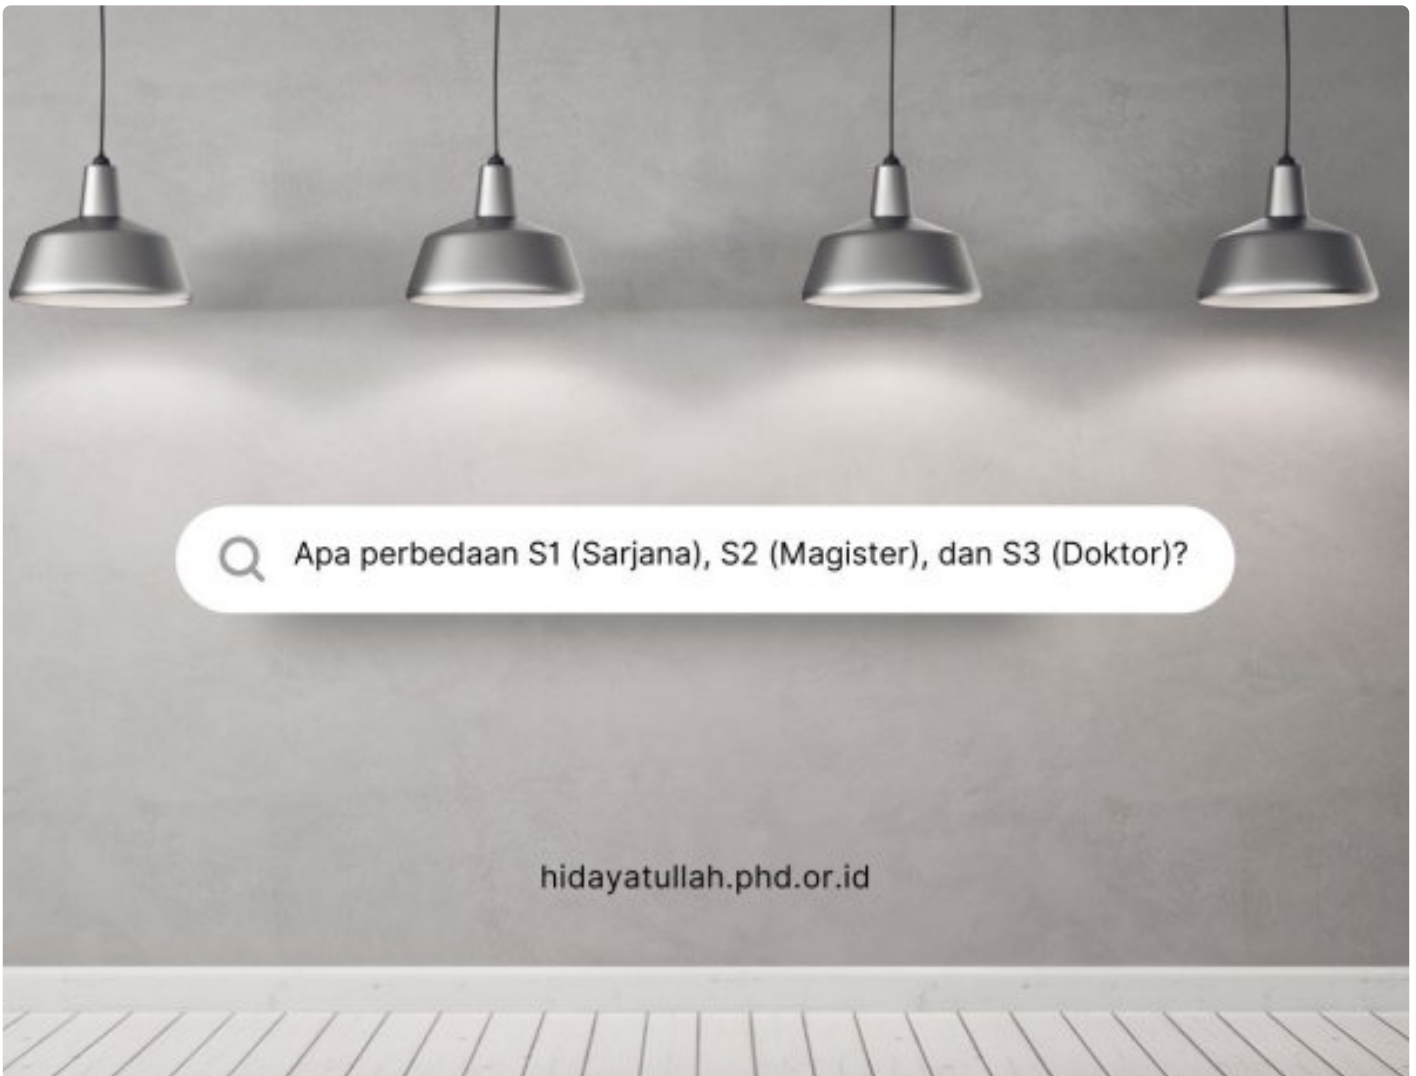 Apa perbedaan S1 (Sarjana), S2 (Magister), dan S3 (Doktor)?
hidayatullah.phd.or.id